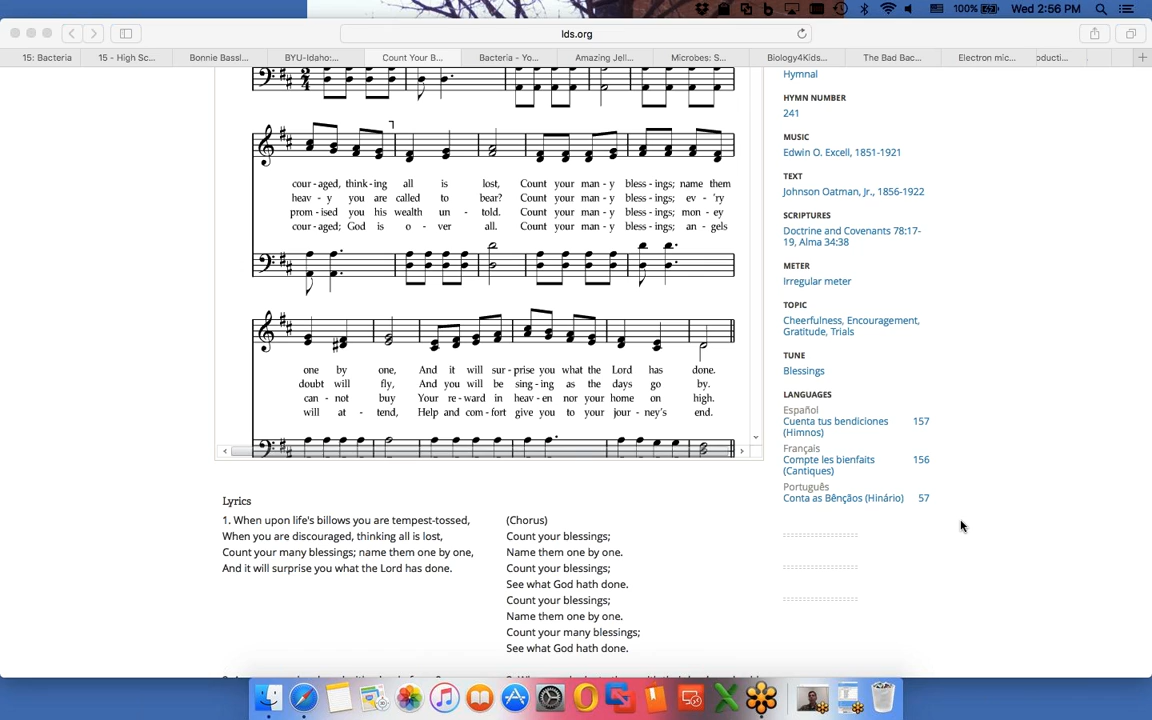 100% Wed 2:56 PM
lds.org
15: Bacteria
15 - High Sc...
Bonnie Bassl...
BYU-Idaho:...
Count Your B...
Bacteria - Yo...
Amazing Jell...
Microbes: S...
Biology4Kids...
The Bad Bac...
Electron mic...
oducti...
cour - aged, think - ing all is lost, Count your man - y bless - ings; name them
heav - y you are called to bear? Count your man - y bless - ings; ev - 'ry
prom - ised you his wealth un - told. Count your man - y bless - ings; mon - ey
cour - aged; God is o - ver all. Count your man - y bless - ings; an - gels
one by one, And it will sur - prise you what the Lord has done.
doubt will fly, And you will be sing - ing as the days go by.
can - not buy Your re - ward in heav - en nor your home on high.
will at - tend, Help and com - fort give you to your jour - ney's end.
Lyrics
1. When upon life's billows you are tempest-tossed,
When you are discouraged, thinking all is lost,
Count your many blessings; name them one by one,
And it will surprise you what the Lord has done.
(Chorus)
Count your blessings;
Name them one by one.
Count your blessings;
See what God hath done.
Count your blessings;
Name them one by one.
Count your many blessings;
See what God hath done.
Hymnal
HYMN NUMBER
241
MUSIC
Edwin O. Excell, 1851-1921
TEXT
Johnson Oatman, Jr., 1856-1922
SCRIPTURES
Doctrine and Covenants 78:17-
19, Alma 34:38
METER
Irregular meter
TOPIC
Cheerfulness, Encouragement,
Gratitude, Trials
TUNE
Blessings
LANGUAGES
Español
Cuenta tus bendiciones 157
(Himnos)
Français
Compte les bienfaits 156
(Cantiques)
Português
Conta as Bênçãos (Hinário) 57